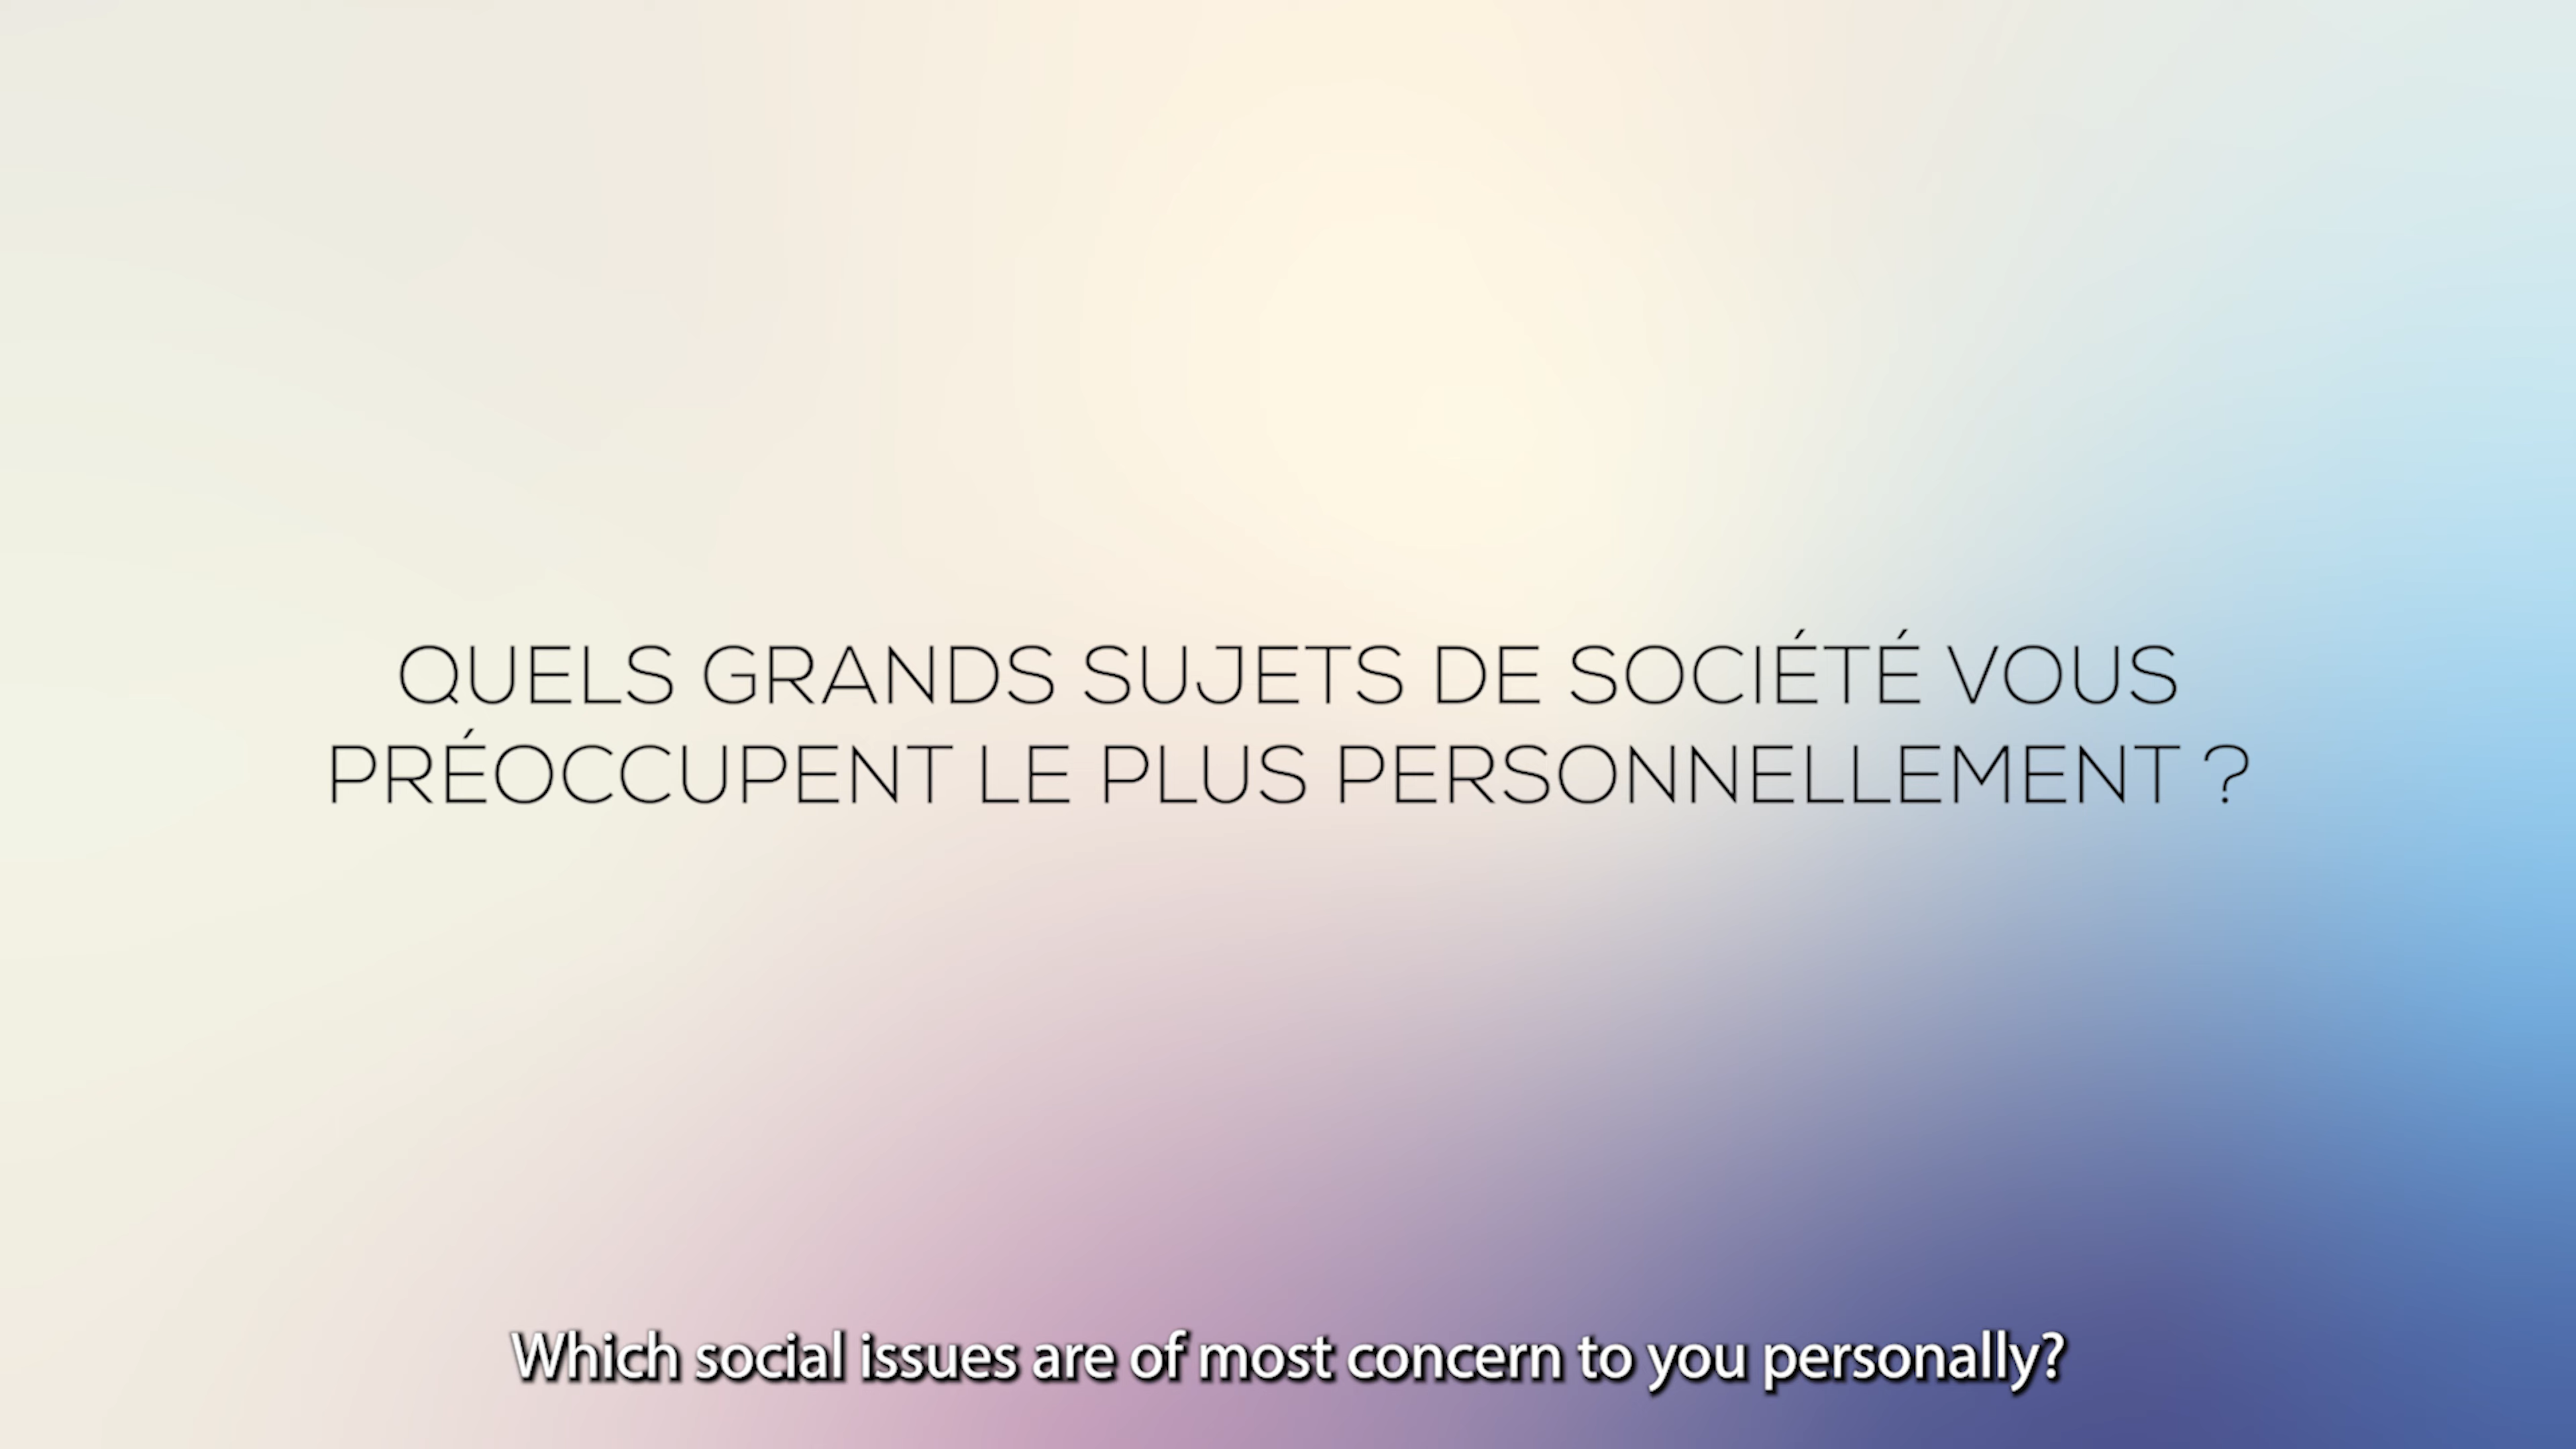 QUELS GRANDS SUJETS DE SOCIÉTÉ VOUS
PRÉOCCUPENT LE PLUS PERSONNELLEMENT ?
Which social issues are of most concern to you personally?